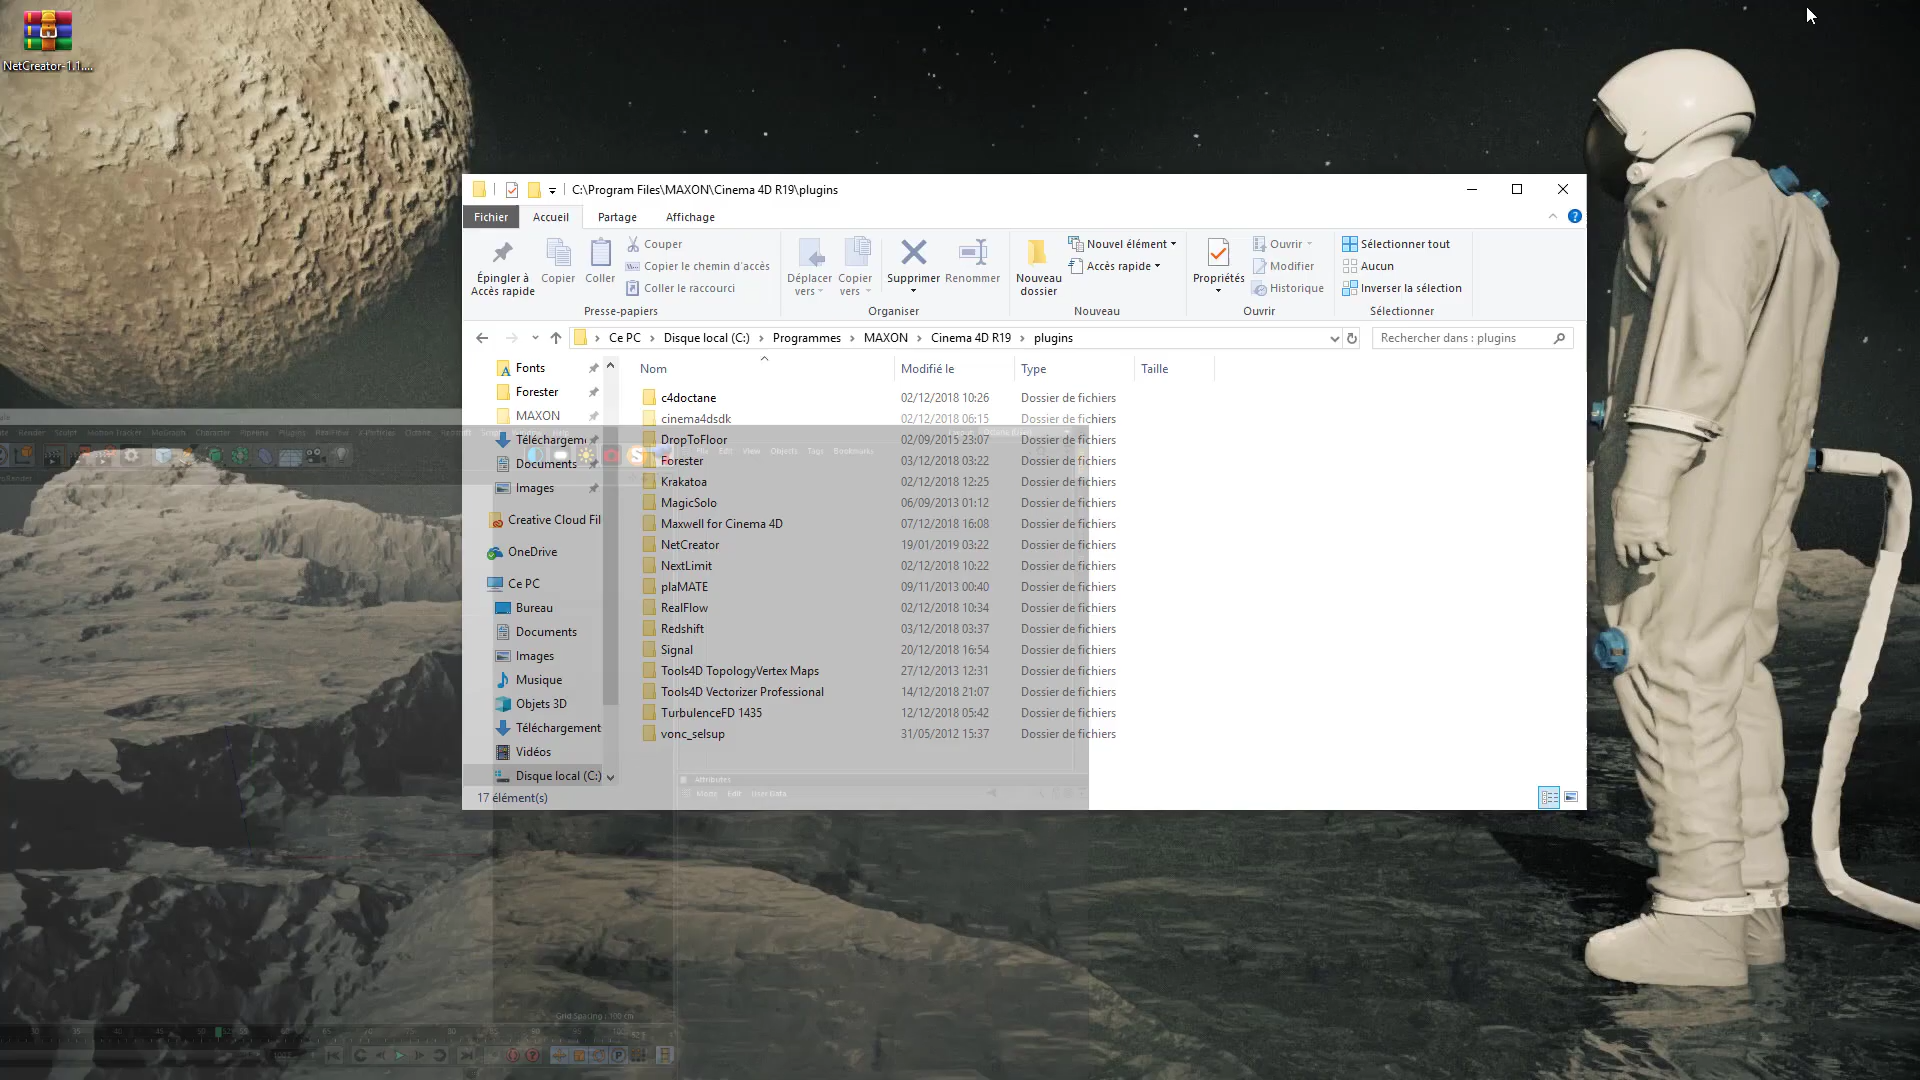 NetCreator-1.1....
C:\Program Files\MAXON\Cinema 4D R19\plugins
Fichier
Accueil
Partage
Affichage
Épingler à
Accès rapide
Copier
Coller
Couper
Copier le chemin d'accès
Coller le raccourci
Presse-papiers
Déplacer
vers
Copier
vers
Supprimer
Renommer
Organiser
Nouveau
dossier
Nouvel élément
Accès rapide
Nouveau
Propriétés
Ouvrir
Modifier
Historique
Ouvrir
Sélectionner tout
Aucun
Inverser la sélection
Sélectionner
Ce PC
Disque local (C:)
Programmes
MAXON
Cinema 4D R19
plugins
Rechercher dans : plugins
Fonts
Forester
MAXON
Téléchargem
Documents
Images
Creative Cloud Fil
OneDrive
Ce PC
Bureau
Documents
Images
Musique
Objets 3D
Téléchargement
Vidéos
Disque local (C:)
Nom Modifié le Type Taille
c4doctane 02/12/2018 10:26 Dossier de fichiers
cinema4dsdk 02/12/2018 06:15 Dossier de fichiers
DropToFloor 02/09/2015 23:07 Dossier de fichiers
Forester 03/12/2018 03:22 Dossier de fichiers
Krakatoa 02/12/2018 12:25 Dossier de fichiers
MagicSolo 06/09/2013 01:12 Dossier de fichiers
Maxwell for Cinema 4D 07/12/2018 16:08 Dossier de fichiers
NetCreator 19/01/2019 03:22 Dossier de fichiers
NextLimit 02/12/2018 10:22 Dossier de fichiers
plaMATE 09/11/2013 00:40 Dossier de fichiers
RealFlow 02/12/2018 10:34 Dossier de fichiers
Redshift 03/12/2018 03:37 Dossier de fichiers
Signal 20/12/2018 16:54 Dossier de fichiers
Tools4D TopologyVertex Maps 27/12/2013 12:31 Dossier de fichiers
Tools4D Vectorizer Professional 14/12/2018 21:07 Dossier de fichiers
TurbulenceFD 1435 12/12/2018 05:42 Dossier de fichiers
vonc_selsup 31/05/2012 15:37 Dossier de fichiers
17 élément(s)
Render Sculpt Motion Tracker MoGraph Character Pipeline Plugins
File Edit View Objects Tags Bookmarks
Attributes
Mode Edit User Data
Grid Spacing : 100 cm